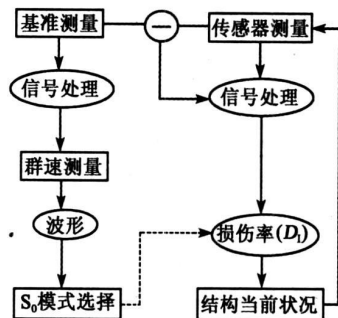 基准测量
传感器测量
信号处理
信号处理
群速测量
波形
损伤率(D₁)
S₀模式选择
结构当前状况